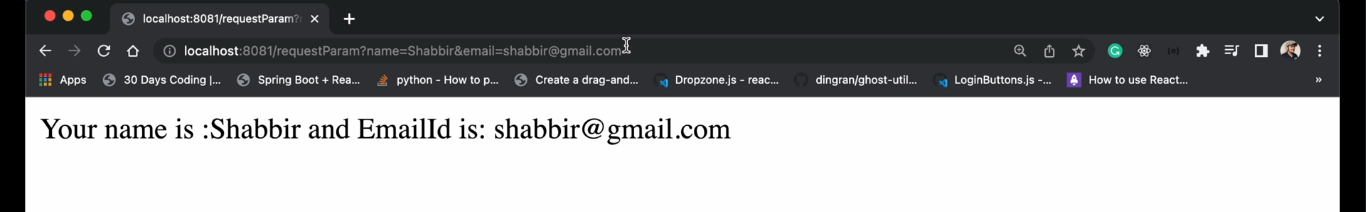 localhost:8081/requestParam?
localhost:8081/requestParam?name=Shabbir&email=shabbir@gmail.com
Apps 30 Days Coding |... Spring Boot + Rea... python - How to p... Create a drag-and... Dropzone.js - reac... dingran/ghost-util... LoginButtons.js -... How to use React... »
Your name is :Shabbir and EmailId is: shabbir@gmail.com